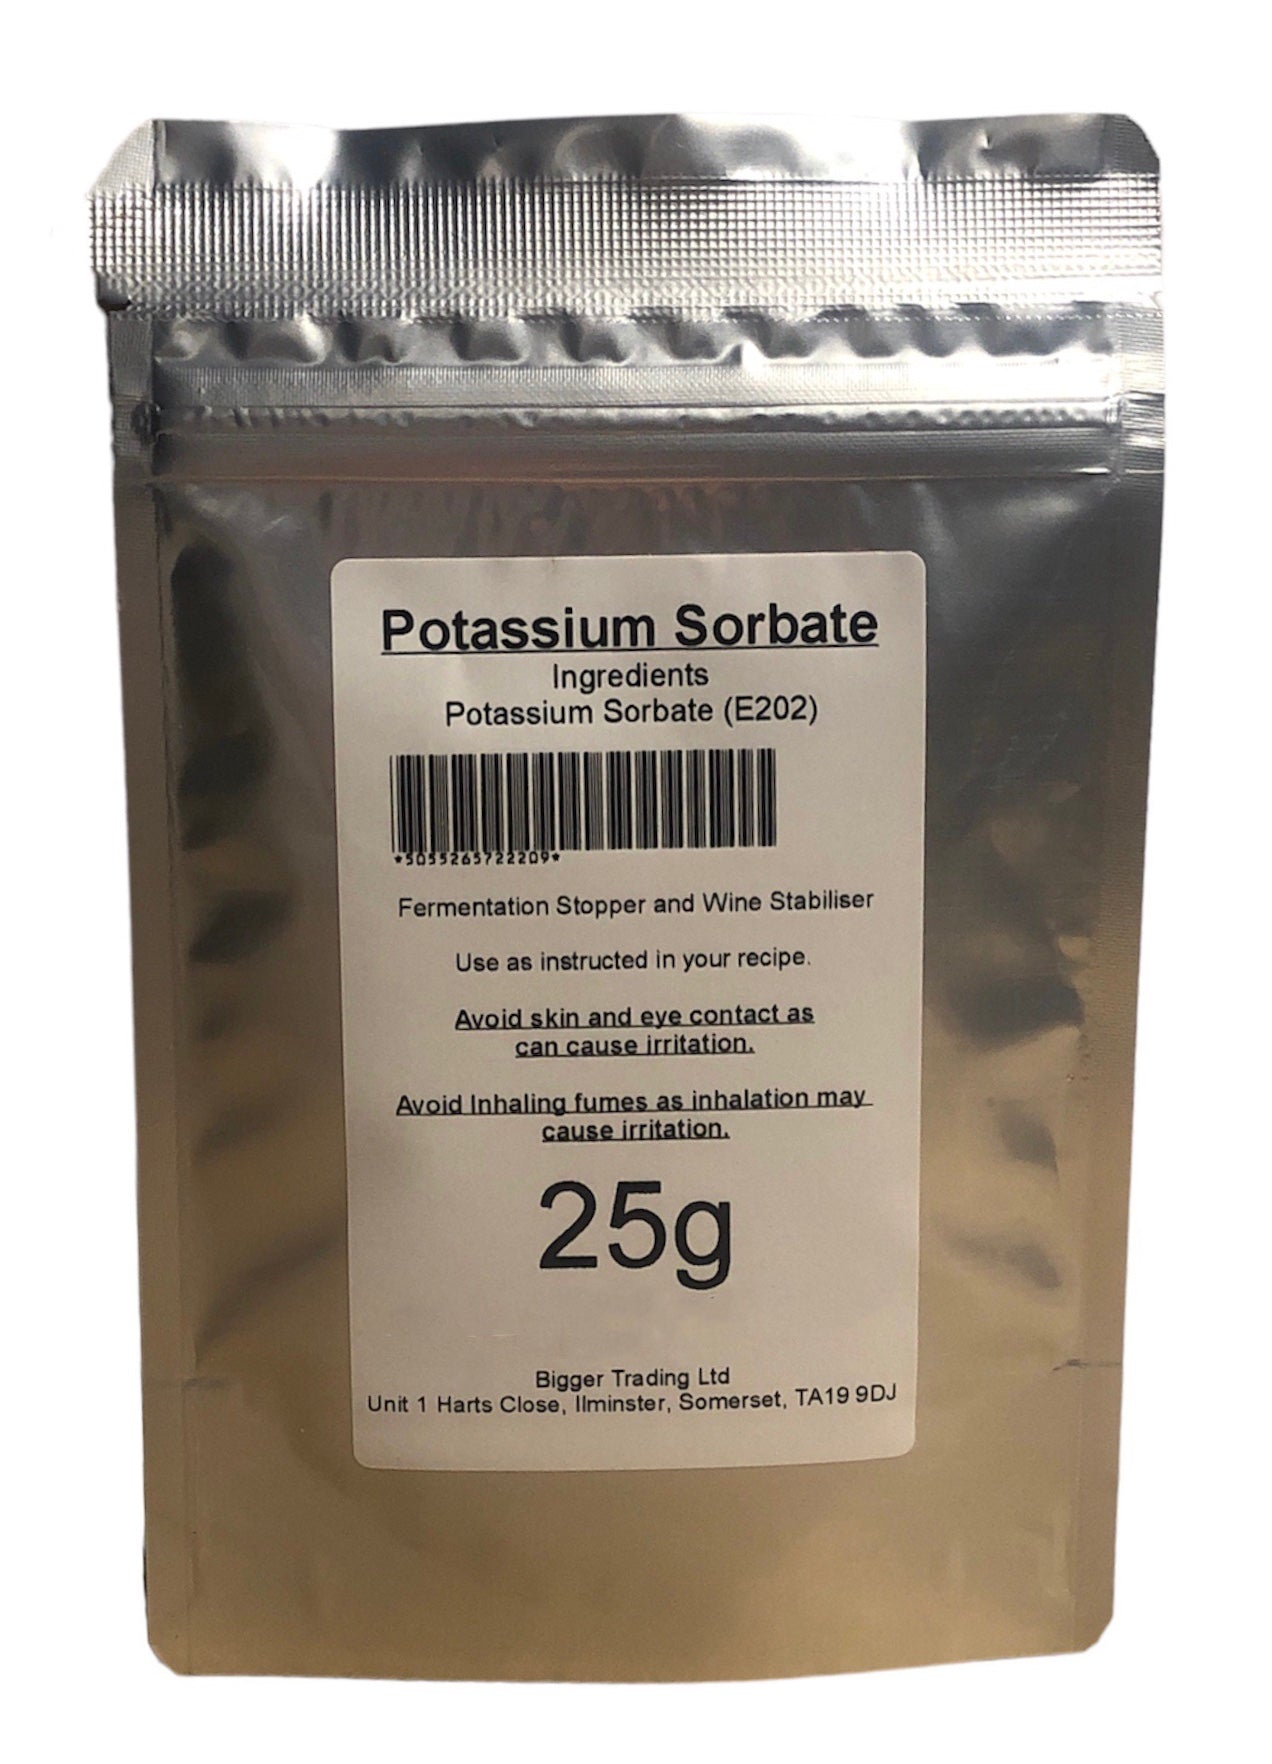 Potassium Sorbate
Ingredients
Potassium Sorbate (E202)
*5055265722209*
Fermentation Stopper and Wine Stabiliser
Use as instructed in your recipe.
Avoid skin and eye contact as
can cause irritation.
Avoid Inhaling fumes as inhalation may
cause irritation.
25g
Bigger Trading Ltd
Unit 1 Harts Close, Ilminster, Somerset, TA19 9DJ